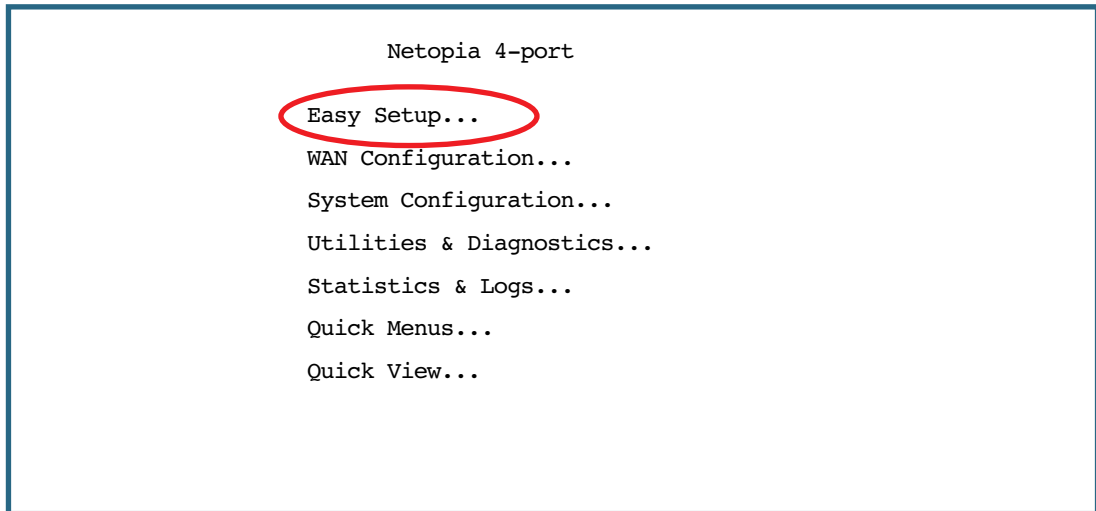 Netopia 4-port
Easy Setup...
WAN Configuration...
System Configuration...
Utilities & Diagnostics...
Statistics & Logs...
Quick Menus...
Quick View...